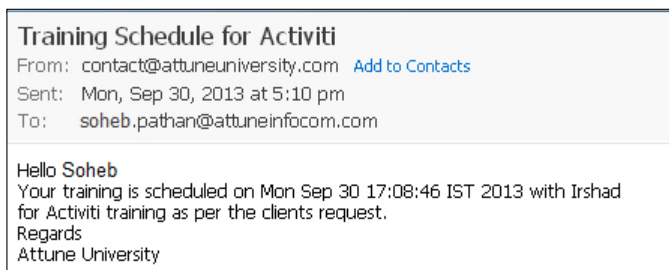 Training Schedule for Activiti
From: contact@attuneuniversity.com Add to Contacts
Sent: Mon, Sep 30, 2013 at 5:10 pm
To: soheb.pathan@attuneinfocom.com
Hello Soheb
Your training is scheduled on Mon Sep 30 17:08:46 IST 2013 with Irshad
for Activiti training as per the clients request.
Regards
Attune University